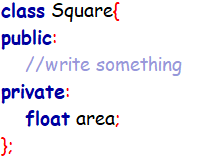 class Square{
public:
//write something
private:
float area;
};